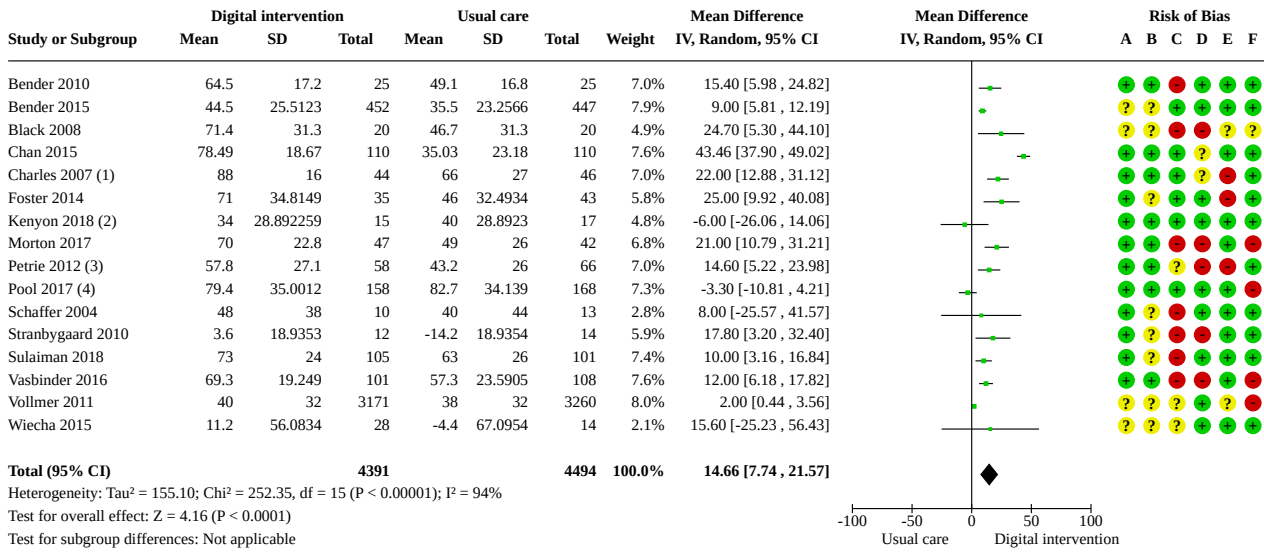 Digital intervention Usual care Mean Difference Mean Difference Risk of Bias
Study or Subgroup Mean SD Total Mean SD Total Weight IV, Random, 95% CI IV, Random, 95% CI A B C D E F
Bender 2010 64.5 17.2 25 49.1 16.8 25 7.0% 15.40 [5.98 , 24.82] + + - + + +
Bender 2015 44.5 25.5123 452 35.5 23.2566 447 7.9% 9.00 [5.81 , 12.19] ? ? + + + +
Black 2008 71.4 31.3 20 46.7 31.3 20 4.9% 24.70 [5.30 , 44.10] ? ? - - ? ?
Chan 2015 78.49 18.67 110 35.03 23.18 110 7.6% 43.46 [37.90 , 49.02] + + + ? + +
Charles 2007 (1) 88 16 44 66 27 46 7.0% 22.00 [12.88 , 31.12] + + + ? - +
Foster 2014 71 34.8149 35 46 32.4934 43 5.8% 25.00 [9.92 , 40.08] + ? + + - +
Kenyon 2018 (2) 34 28.892259 15 40 28.8923 17 4.8% -6.00 [-26.06 , 14.06] + + + + + +
Morton 2017 70 22.8 47 49 26 42 6.8% 21.00 [10.79 , 31.21] + + - - + -
Petrie 2012 (3) 57.8 27.1 58 43.2 26 66 7.0% 14.60 [5.22 , 23.98] + + ? - - +
Pool 2017 (4) 79.4 35.0012 158 82.7 34.139 168 7.3% -3.30 [-10.81 , 4.21] + + + + + -
Schaffer 2004 48 38 10 40 44 13 2.8% 8.00 [-25.57 , 41.57] + ? - + + +
Stranbygaard 2010 3.6 18.9353 12 -14.2 18.9354 14 5.9% 17.80 [3.20 , 32.40] + ? - - + +
Sulaiman 2018 73 24 105 63 26 101 7.4% 10.00 [3.16 , 16.84] + ? - + + +
Vasbinder 2016 69.3 19.249 101 57.3 23.5905 108 7.6% 12.00 [6.18 , 17.82] + + - - + -
Vollmer 2011 40 32 3171 38 32 3260 8.0% 2.00 [0.44 , 3.56] ? ? ? + ? -
Wiecha 2015 11.2 56.0834 28 -4.4 67.0954 14 2.1% 15.60 [-25.23 , 56.43] ? ? ? + + +
Total (95% CI) 4391 4494 100.0% 14.66 [7.74 , 21.57]
Heterogeneity: Tau² = 155.10; Chi² = 252.35, df = 15 (P < 0.00001); I² = 94%
Test for overall effect: Z = 4.16 (P < 0.0001)
Test for subgroup differences: Not applicable
-100 -50 0 50 100
Usual care Digital intervention